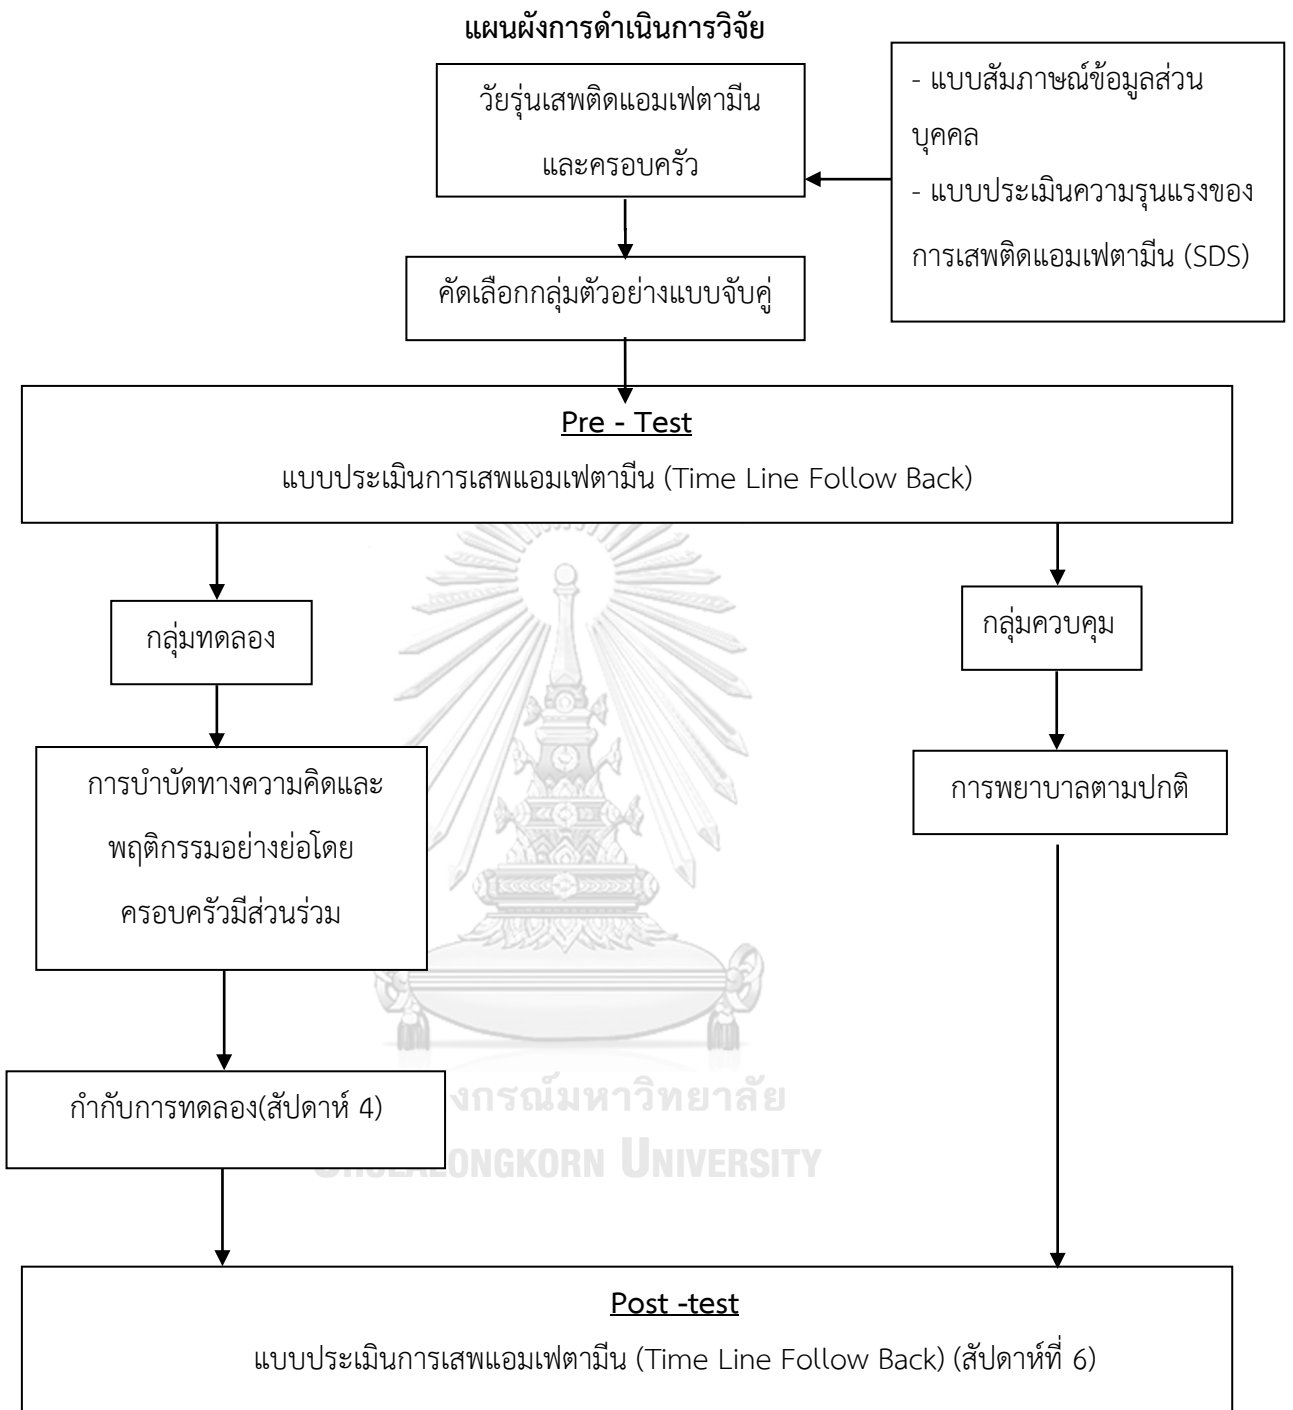 แผนผังการดำเนินการวิจัย
วัยรุ่นเสพติดแอมเฟตามีน
และครอบครัว
- แบบสัมภาษณ์ข้อมูลส่วน
บุคคล
- แบบประเมินความรุนแรงของ
การเสพติดแอมเฟตามีน (SDS)
คัดเลือกกลุ่มตัวอย่างแบบจับคู่
Pre - Test
แบบประเมินการเสพแอมเฟตามีน (Time Line Follow Back)
กลุ่มทดลอง
กลุ่มควบคุม
การบำบัดทางความคิดและ
พฤติกรรมอย่างย่อโดย
ครอบครัวมีส่วนร่วม
การพยาบาลตามปกติ
กำกับการทดลอง(สัปดาห์ 4)
งกรณ์มหาวิทยาลัย
ONGKORN UNIVERSITY
Post -test
แบบประเมินการเสพแอมเฟตามีน (Time Line Follow Back) (สัปดาห์ที่ 6)